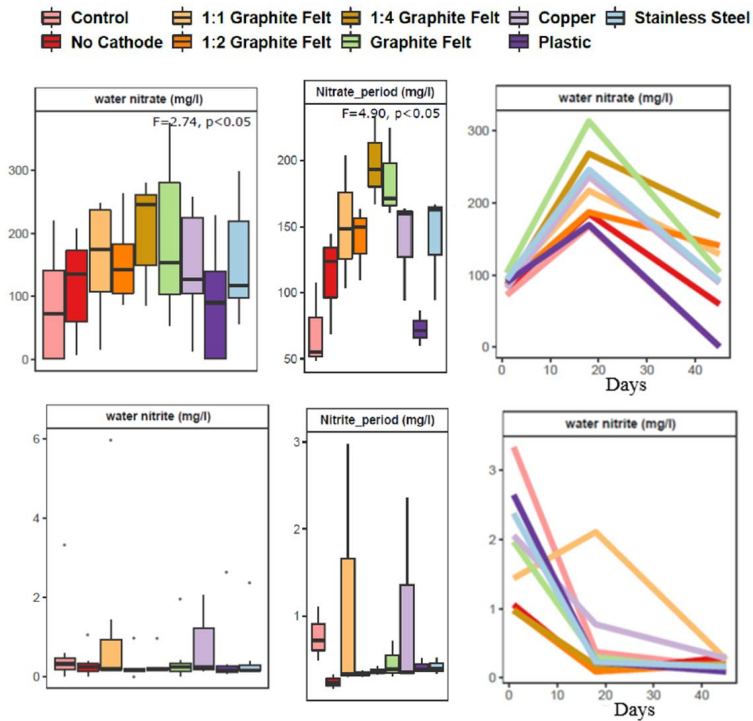 Control 1:1 Graphite Felt 1:4 Graphite Felt Copper Stainless Steel
No Cathode 1:2 Graphite Felt Graphite Felt Plastic
water nitrate (mg/l)
F=2.74, p<0.05
300
200
100
0
Nitrate_period (mg/l)
F=4.90, p<0.05
200
150
100
50
water nitrate (mg/l)
300
200
100
0
0 10 20 30 40
Days
water nitrite (mg/l)
6
4
2
0
Nitrite_period (mg/l)
3
2
1
water nitrite (mg/l)
3
2
1
0
0 10 20 30 40
Days